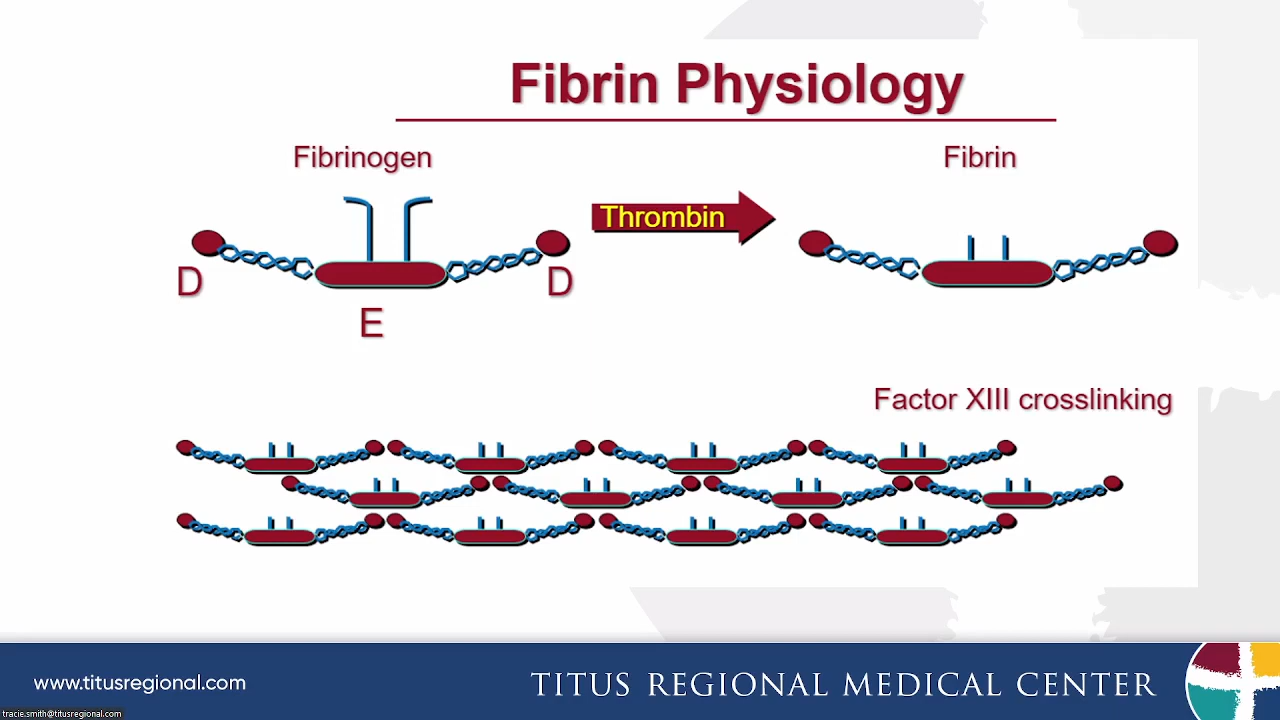 Fibrin Physiology
Fibrinogen
Fibrin
Thrombin
D
D
E
Factor XIII crosslinking
www.titusregional.com
TITUS REGIONAL MEDICAL CENTER
tracie.smith@titusregional.com